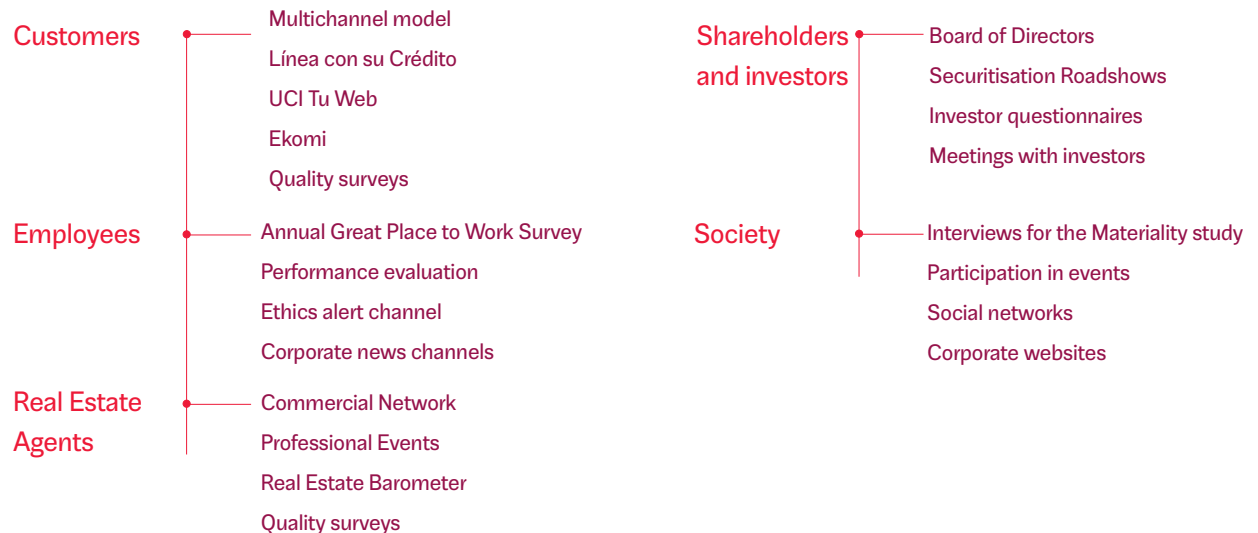 Customers
Multichannel model
Línea con su Crédito
UCI Tu Web
Ekomi
Quality surveys
Employees
Annual Great Place to Work Survey
Performance evaluation
Ethics alert channel
Corporate news channels
Real Estate
Agents
Commercial Network
Professional Events
Real Estate Barometer
Quality surveys
Shareholders
and investors
Board of Directors
Securitisation Roadshows
Investor questionnaires
Meetings with investors
Society
Interviews for the Materiality study
Participation in events
Social networks
Corporate websites